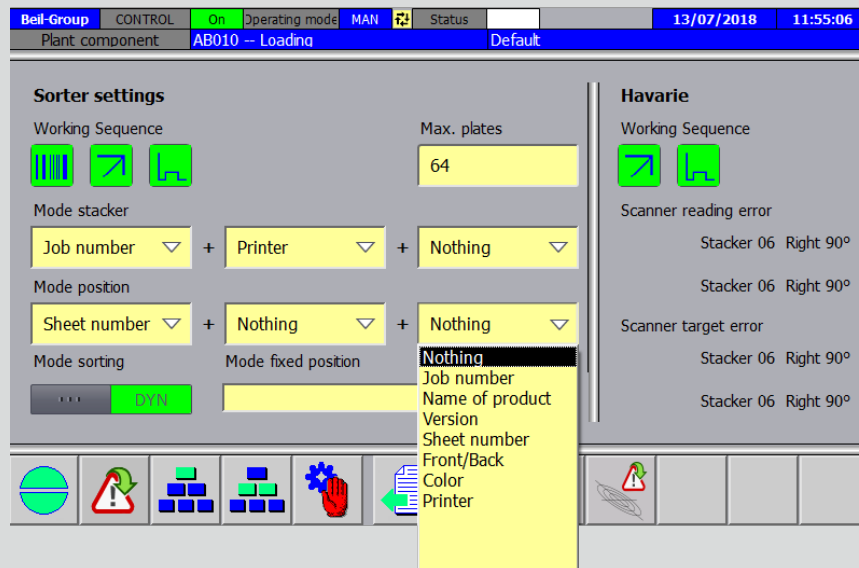 Beil-Group CONTROL On Operating mode MAN Status 13/07/2018 11:55:06
Plant component AB010 -- Loading Default
Sorter settings
Working Sequence Max. plates
64
Mode stacker
Job number + Printer + Nothing
Mode position
Sheet number + Nothing + Nothing
Mode sorting Mode fixed position
... DYN
Nothing
Job number
Name of product
Version
Sheet number
Front/Back
Color
Printer
Havarie
Working Sequence
Scanner reading error
Stacker 06 Right 90º
Stacker 06 Right 90º
Scanner target error
Stacker 06 Right 90º
Stacker 06 Right 90º